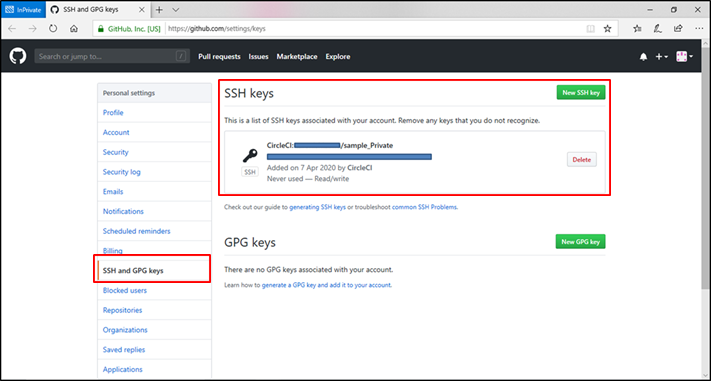 InPrivate
SSH and GPG keys
GitHub, Inc. [US]
https://github.com/settings/keys
Search or jump to...
/
Pull requests
Issues
Marketplace
Explore
Personal settings
Profile
Account
Security
Security log
Emails
Notifications
Scheduled reminders
Billing
SSH and GPG keys
Blocked users
Repositories
Organizations
Saved replies
Applications
SSH keys
New SSH key
This is a list of SSH keys associated with your account. Remove any keys that you do not recognize.
CircleCI: /sample_Private
SSH
Added on 7 Apr 2020 by CircleCI
Never used — Read/write
Delete
Check out our guide to generating SSH keys or troubleshoot common SSH Problems.
GPG keys
New GPG key
There are no GPG keys associated with your account.
Learn how to generate a GPG key and add it to your account.